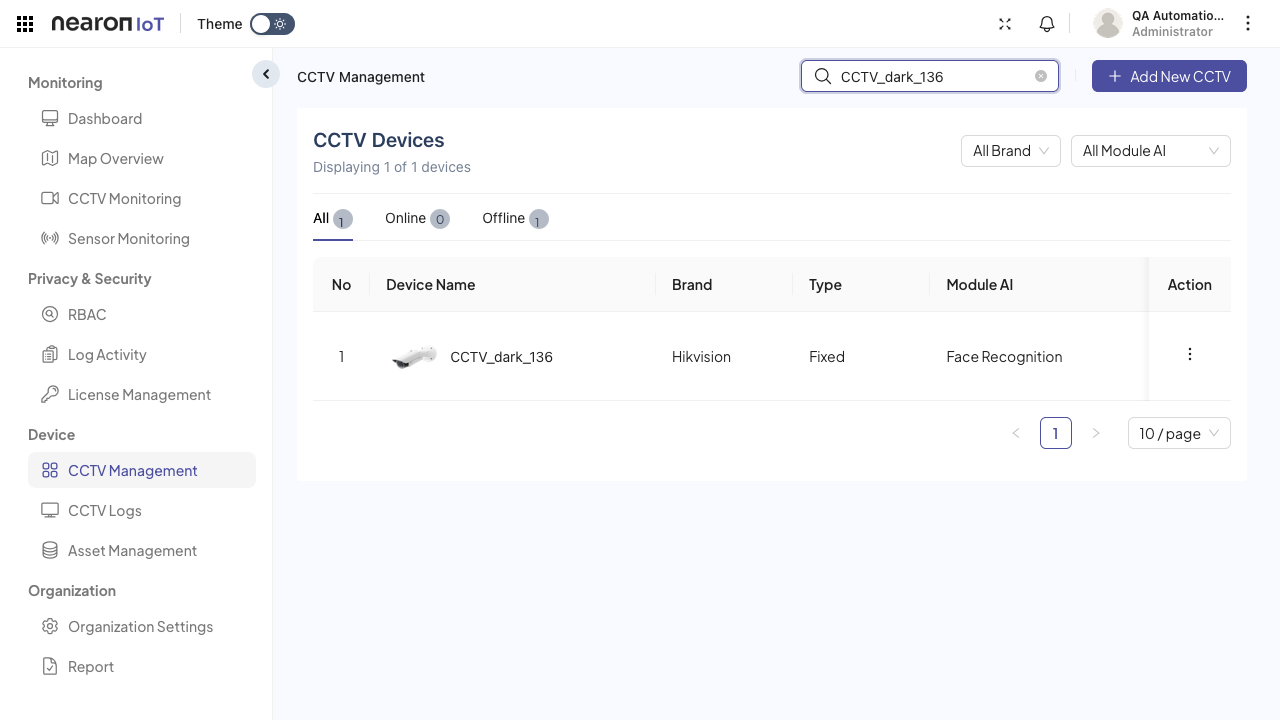 nearon IoT
Theme
QA Automatio...
Administrator
Monitoring
Dashboard
Map Overview
CCTV Monitoring
Sensor Monitoring
Privacy & Security
RBAC
Log Activity
License Management
Device
CCTV Management
CCTV Logs
Asset Management
Organization
Organization Settings
Report
CCTV Management
CCTV_dark_136
Add New CCTV
CCTV Devices
Displaying 1 of 1 devices
All Brand
All Module AI
All 1
Online 0
Offline 1
No Device Name Brand Type Module AI Action
1 CCTV_dark_136 Hikvision Fixed Face Recognition
1
10 / page